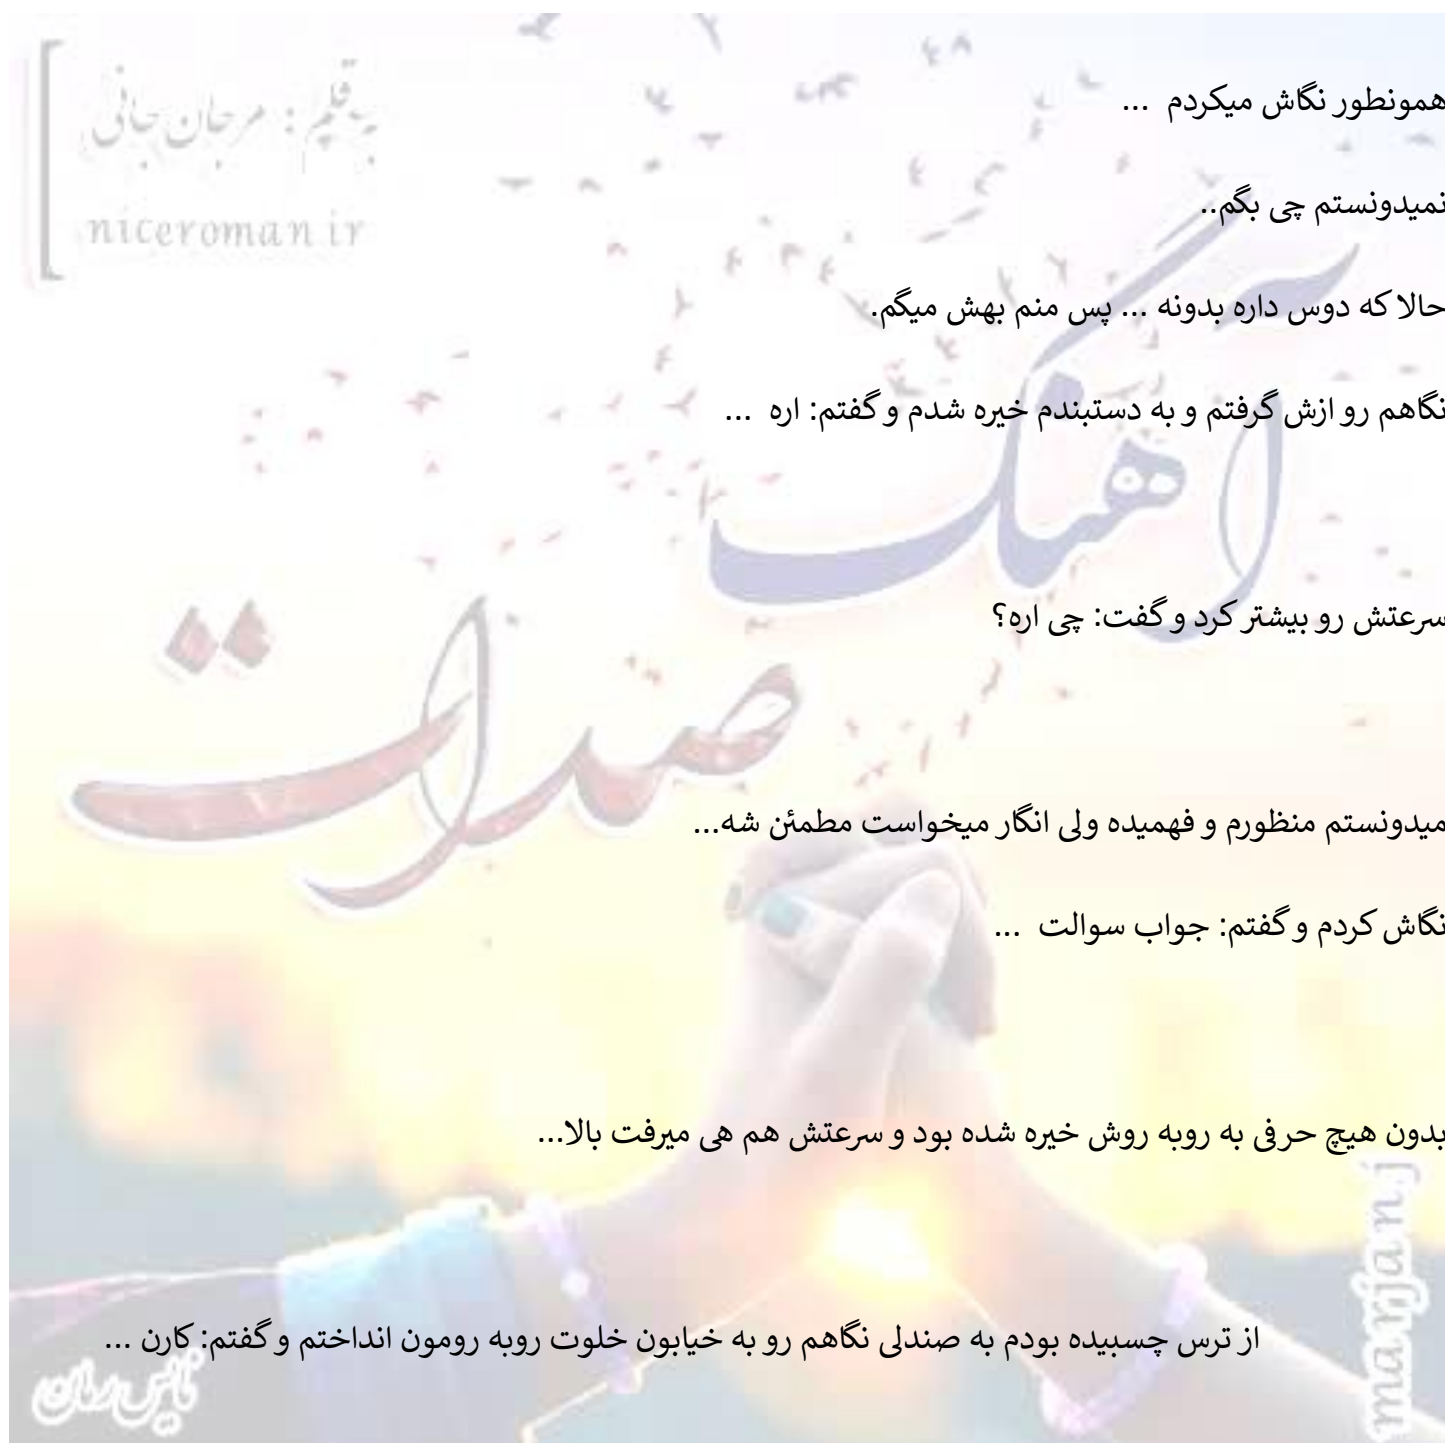 به قلم : مرجان جانی
niceroman.ir
همونطور نگاش میکردم ...
نمیدونستم چی بگم..
حالا که دوس داره بدونه ... پس منم بهش میگم.
نگاهم رو ازش گرفتم و به دستبندم خیره شدم و گفتم: اره ...
آهنگ
سرعتش رو بیشتر کرد و گفت: چی اره؟
صدات
میدونستم منظورم و فهمیده ولی انگار میخواست مطمئن شه...
نگاش کردم و گفتم: جواب سوالت ...
بدون هیچ حرفی به روبه روش خیره شده بود و سرعتش هم هی میرفت بالا...
marijan j
از ترس چسبیده بودم به صندلی نگاهم رو به خیابون خلوت روبه رومون انداختم و گفتم: کارن ...
نایس رمان